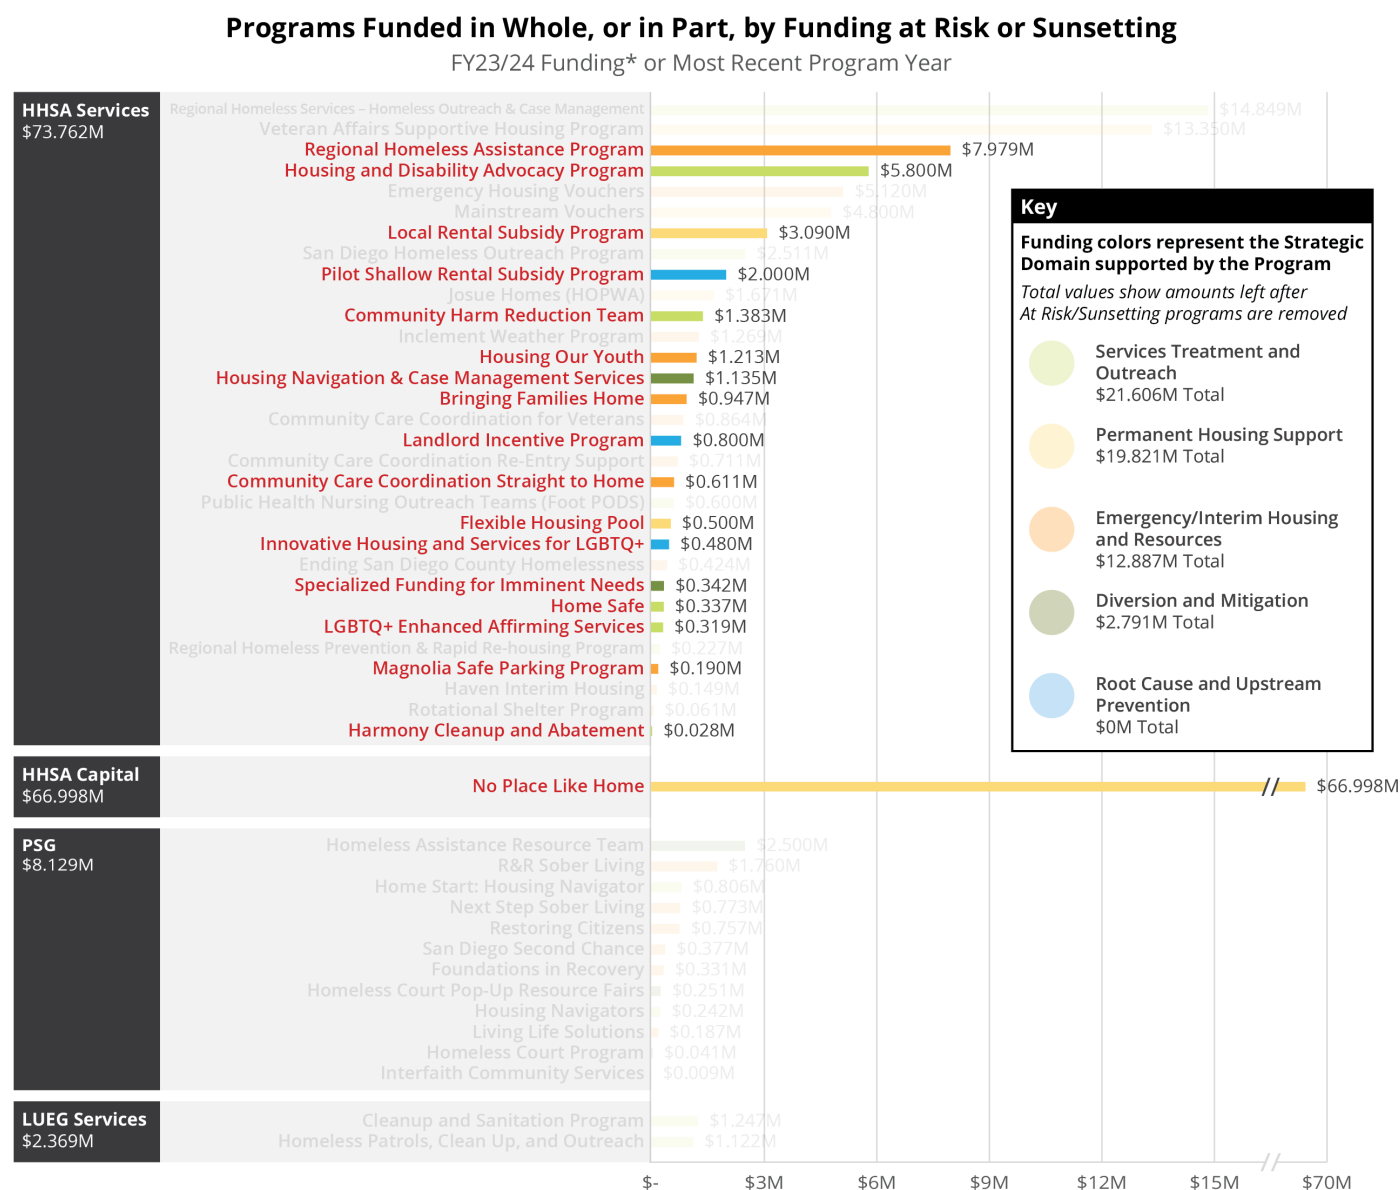 Programs Funded in Whole, or in Part, by Funding at Risk or Sunsetting
FY23/24 Funding* or Most Recent Program Year
HHSA Services
$73.762M
Regional Homeless Services – Homeless Outreach & Case Management $14.849M
Veteran Affairs Supportive Housing Program $13.350M
Regional Homeless Assistance Program $7.979M
Housing and Disability Advocacy Program $5.800M
Emergency Housing Vouchers $5.120M
Mainstream Vouchers $4.800M
Local Rental Subsidy Program $3.090M
San Diego Homeless Outreach Program $2.511M
Pilot Shallow Rental Subsidy Program $2.000M
Josue Homes (HOPWA) $1.671M
Community Harm Reduction Team $1.383M
Inclement Weather Program $1.269M
Housing Our Youth $1.213M
Housing Navigation & Case Management Services $1.135M
Bringing Families Home $0.947M
Community Care Coordination for Veterans $0.864M
Landlord Incentive Program $0.800M
Community Care Coordination Re-Entry Support $0.711M
Community Care Coordination Straight to Home $0.611M
Public Health Nursing Outreach Teams (Foot PODS) $0.600M
Flexible Housing Pool $0.500M
Innovative Housing and Services for LGBTQ+ $0.480M
Ending San Diego County Homelessness $0.424M
Specialized Funding for Imminent Needs $0.342M
Home Safe $0.337M
LGBTQ+ Enhanced Affirming Services $0.319M
Regional Homeless Prevention & Rapid Re-housing Program $0.227M
Magnolia Safe Parking Program $0.190M
Haven Interim Housing $0.149M
Rotational Shelter Program $0.061M
Harmony Cleanup and Abatement $0.028M
Key
Funding colors represent the Strategic
Domain supported by the Program
Total values show amounts left after
At Risk/Sunsetting programs are removed
Services Treatment and
Outreach
$21.606M Total
Permanent Housing Support
$19.821M Total
Emergency/Interim Housing
and Resources
$12.887M Total
Diversion and Mitigation
$2.791M Total
Root Cause and Upstream
Prevention
$0M Total
HHSA Capital
$66.998M
No Place Like Home // $66.998M
PSG
$8.129M
Homeless Assistance Resource Team $2.500M
R&R Sober Living $1.760M
Home Start: Housing Navigator $0.806M
Next Step Sober Living $0.773M
Restoring Citizens $0.757M
San Diego Second Chance $0.377M
Foundations in Recovery $0.331M
Homeless Court Pop-Up Resource Fairs $0.251M
Housing Navigators $0.242M
Living Life Solutions $0.187M
Homeless Court Program $0.041M
Interfaith Community Services $0.009M
LUEG Services
$2.369M
Cleanup and Sanitation Program $1.247M
Homeless Patrols, Clean Up, and Outreach $1.122M
//
$- $3M $6M $9M $12M $15M $70M